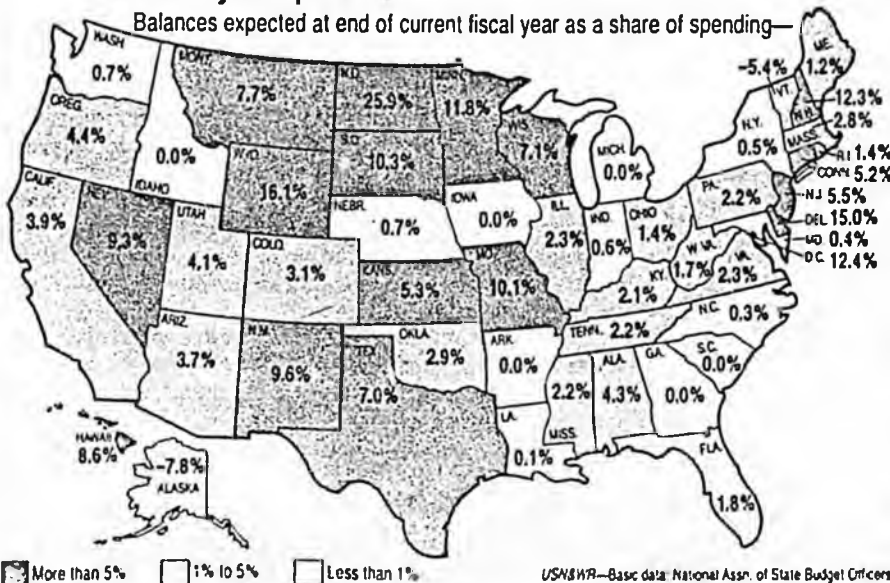 Balances expected at end of current fiscal year as a share of spending—
WASH
0.7%
MONT.
7.7%
N.D.
25.9%
MINN.
11.8%
ME.
1.2%
-5.4%
VT.
N.H.
12.3%
OREG.
4.4%
IDAHO
0.0%
WYO.
16.1%
S.D.
10.3%
WIS.
7.1%
MICH.
0.0%
N.Y.
0.5%
MASS.
2.8%
R.I. 1.4%
CONN. 5.2%
N.J. 5.5%
DEL. 15.0%
MD. 0.4%
D.C. 12.4%
CALIF.
3.9%
NEV.
9.3%
UTAH
4.1%
COLO.
3.1%
NEBR.
0.7%
IOWA
0.0%
ILL.
2.3%
IND.
0.6%
OHIO
1.4%
PA.
2.2%
W.VA.
1.7%
VA.
2.3%
KANS.
5.3%
MO.
10.1%
KY.
2.1%
N.C.
0.3%
ARIZ.
3.7%
N.M.
9.6%
TEX.
7.0%
OKLA.
2.9%
ARK.
0.0%
TENN. 2.2%
S.C.
0.0%
MISS.
2.2%
ALA.
4.3%
GA.
0.0%
LA.
0.1%
FLA.
1.8%
HAWAII
8.6%
-7.8%
ALASKA
More than 5%
1% to 5%
Less than 1%
USN&WR—Basic data: National Assn. of State Budget Officers